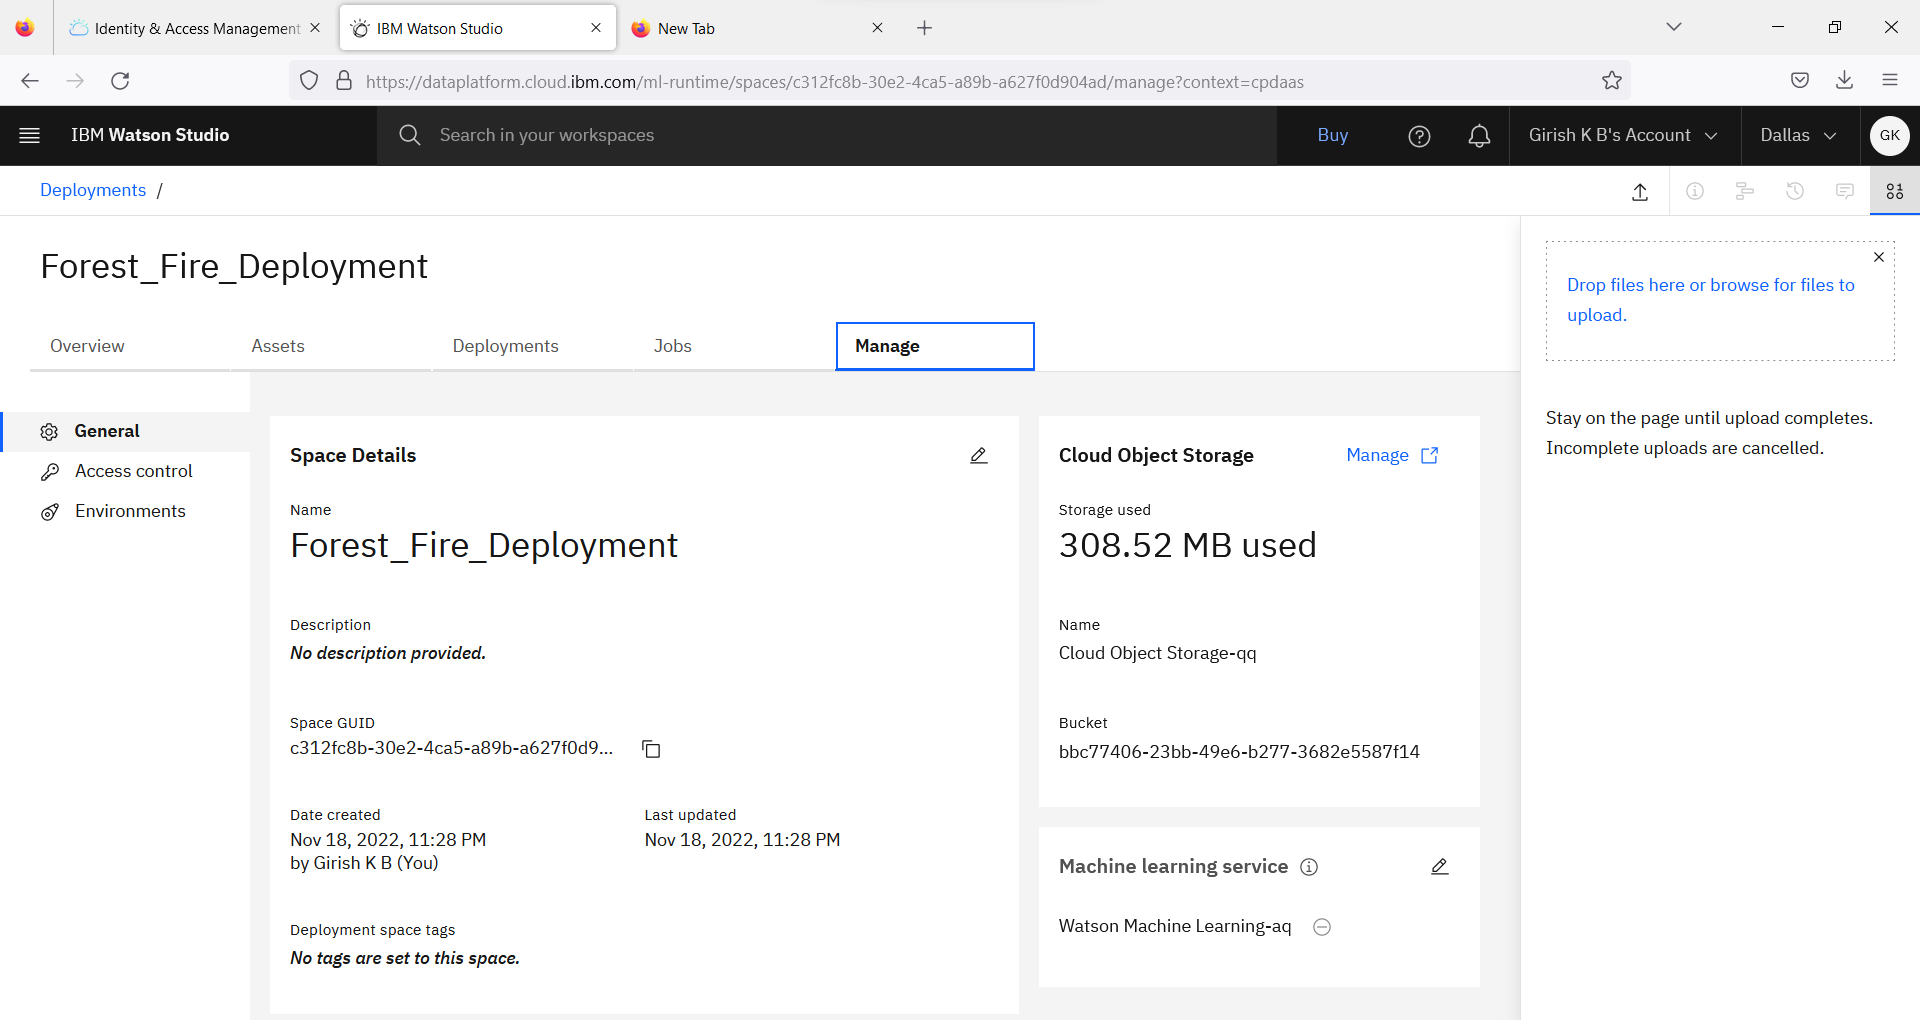 Identity & Access Management
IBM Watson Studio
New Tab
https://dataplatform.cloud.ibm.com/ml-runtime/spaces/c312fc8b-30e2-4ca5-a89b-a627f0d904ad/manage?context=cpdaas
IBM Watson Studio
Search in your workspaces
Buy
Girish K B's Account
Dallas
GK
Deployments /
Forest_Fire_Deployment
Overview
Assets
Deployments
Jobs
Manage
General
Access control
Environments
Space Details
Name
Forest_Fire_Deployment
Description
No description provided.
Space GUID
c312fc8b-30e2-4ca5-a89b-a627f0d9...
Date created
Nov 18, 2022, 11:28 PM
by Girish K B (You)
Last updated
Nov 18, 2022, 11:28 PM
Deployment space tags
No tags are set to this space.
Cloud Object Storage
Manage
Storage used
308.52 MB used
Name
Cloud Object Storage-qq
Bucket
bbc77406-23bb-49e6-b277-3682e5587f14
Machine learning service
Watson Machine Learning-aq
Drop files here or browse for files to
upload.
Stay on the page until upload completes.
Incomplete uploads are cancelled.